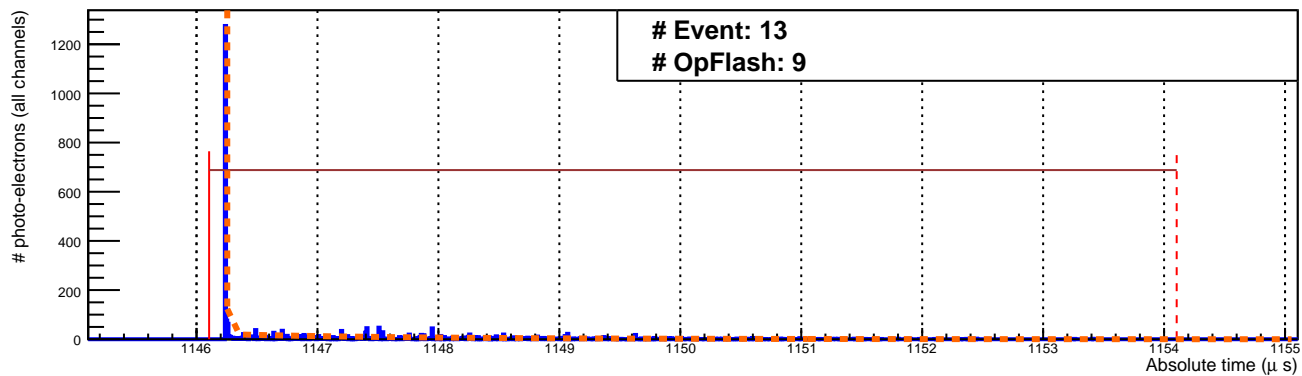 # Event: 13
# OpFlash: 9
# photo-electrons (all channels)
1200
1000
800
600
400
200
0
1146 1147 1148 1149 1150 1151 1152 1153 1154 1155
Absolute time (μ s)